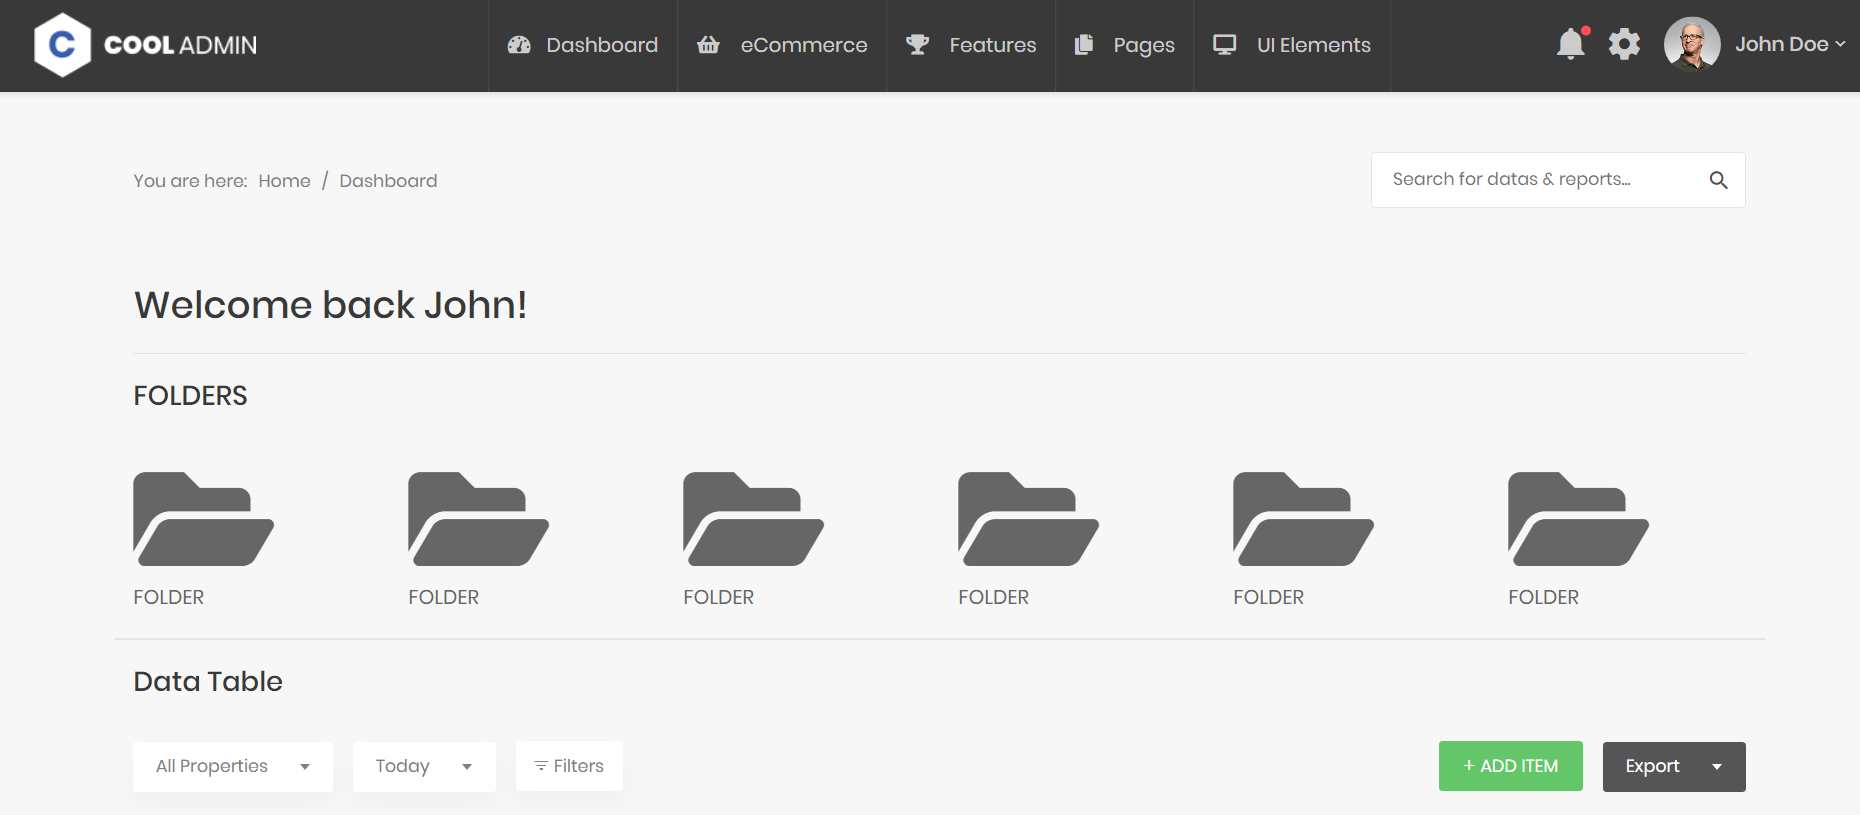 C COOL ADMIN
Dashboard
eCommerce
Features
Pages
UI Elements
John Doe
You are here: Home / Dashboard
Search for datas & reports...
Welcome back John!
FOLDERS
FOLDER FOLDER FOLDER FOLDER FOLDER FOLDER
Data Table
All Properties Today Filters + ADD ITEM Export